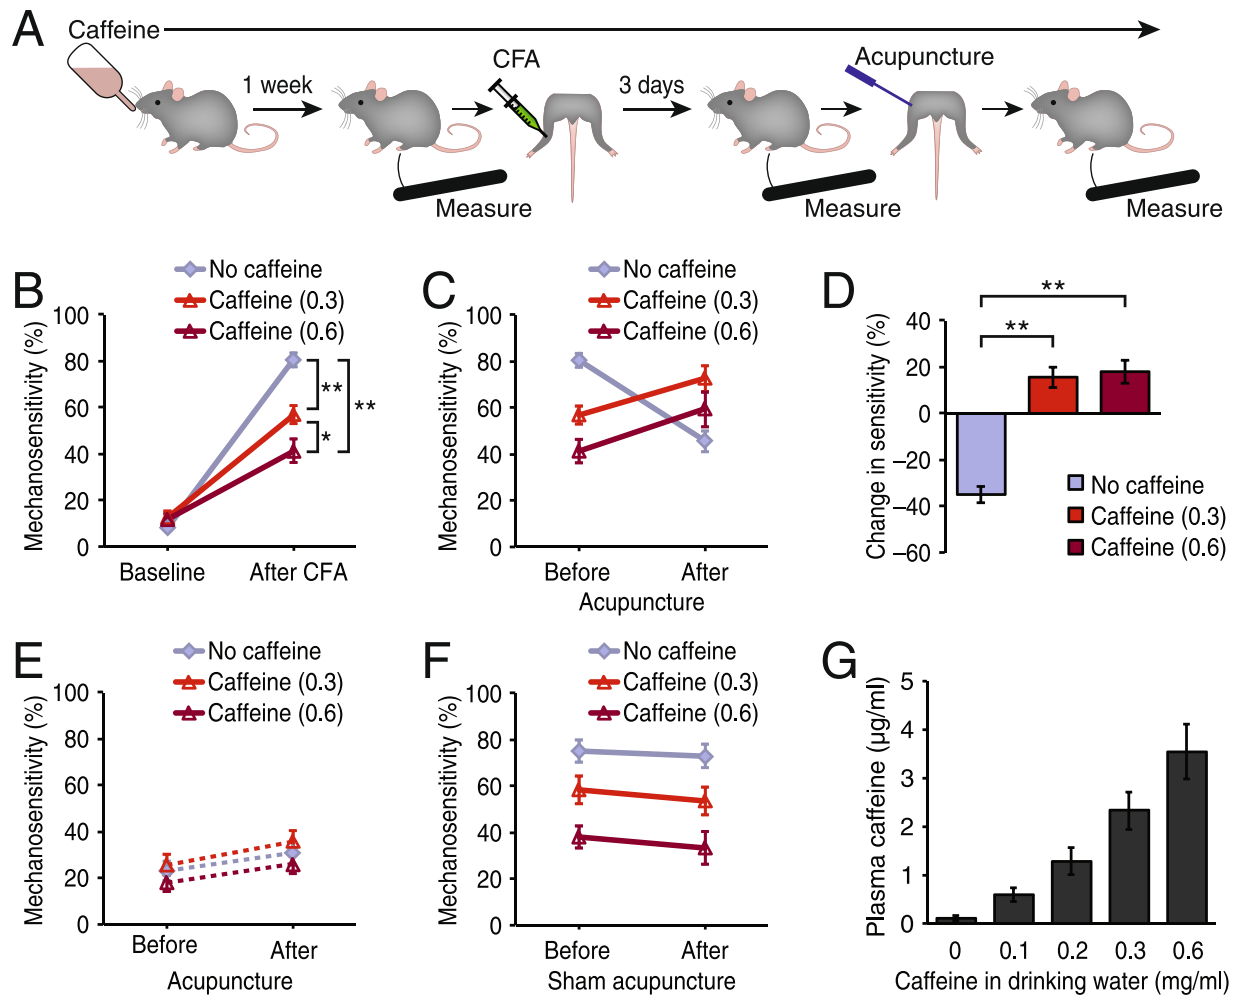 A
Caffeine
1 week
CFA
3 days
Acupuncture
Measure
Measure
Measure
B
No caffeine
Caffeine (0.3)
Caffeine (0.6)
Mechanosensitivity (%)
100
80
60
40
20
0
**
*
**
Baseline
After CFA
C
No caffeine
Caffeine (0.3)
Caffeine (0.6)
Mechanosensitivity (%)
100
80
60
40
20
0
Before
After
Acupuncture
D
**
**
Change in sensitivity (%)
40
20
0
–20
–40
–60
No caffeine
Caffeine (0.3)
Caffeine (0.6)
E
No caffeine
Caffeine (0.3)
Caffeine (0.6)
Mechanosensitivity (%)
100
80
60
40
20
0
Before
After
Acupuncture
F
No caffeine
Caffeine (0.3)
Caffeine (0.6)
Mechanosensitivity (%)
100
80
60
40
20
0
Before
After
Sham acupuncture
G
Plasma caffeine (µg/ml)
5
4
3
2
1
0
0 0.1 0.2 0.3 0.6
Caffeine in drinking water (mg/ml)